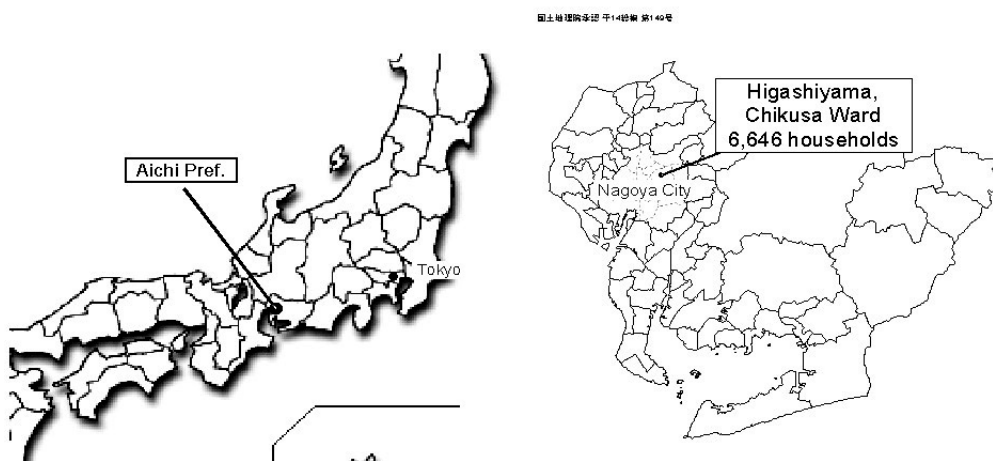 国土地理院承認 平14総複 第149号
Aichi Pref.
Tokyo
Higashiyama,
Chikusa Ward
6,646 households
Nagoya City